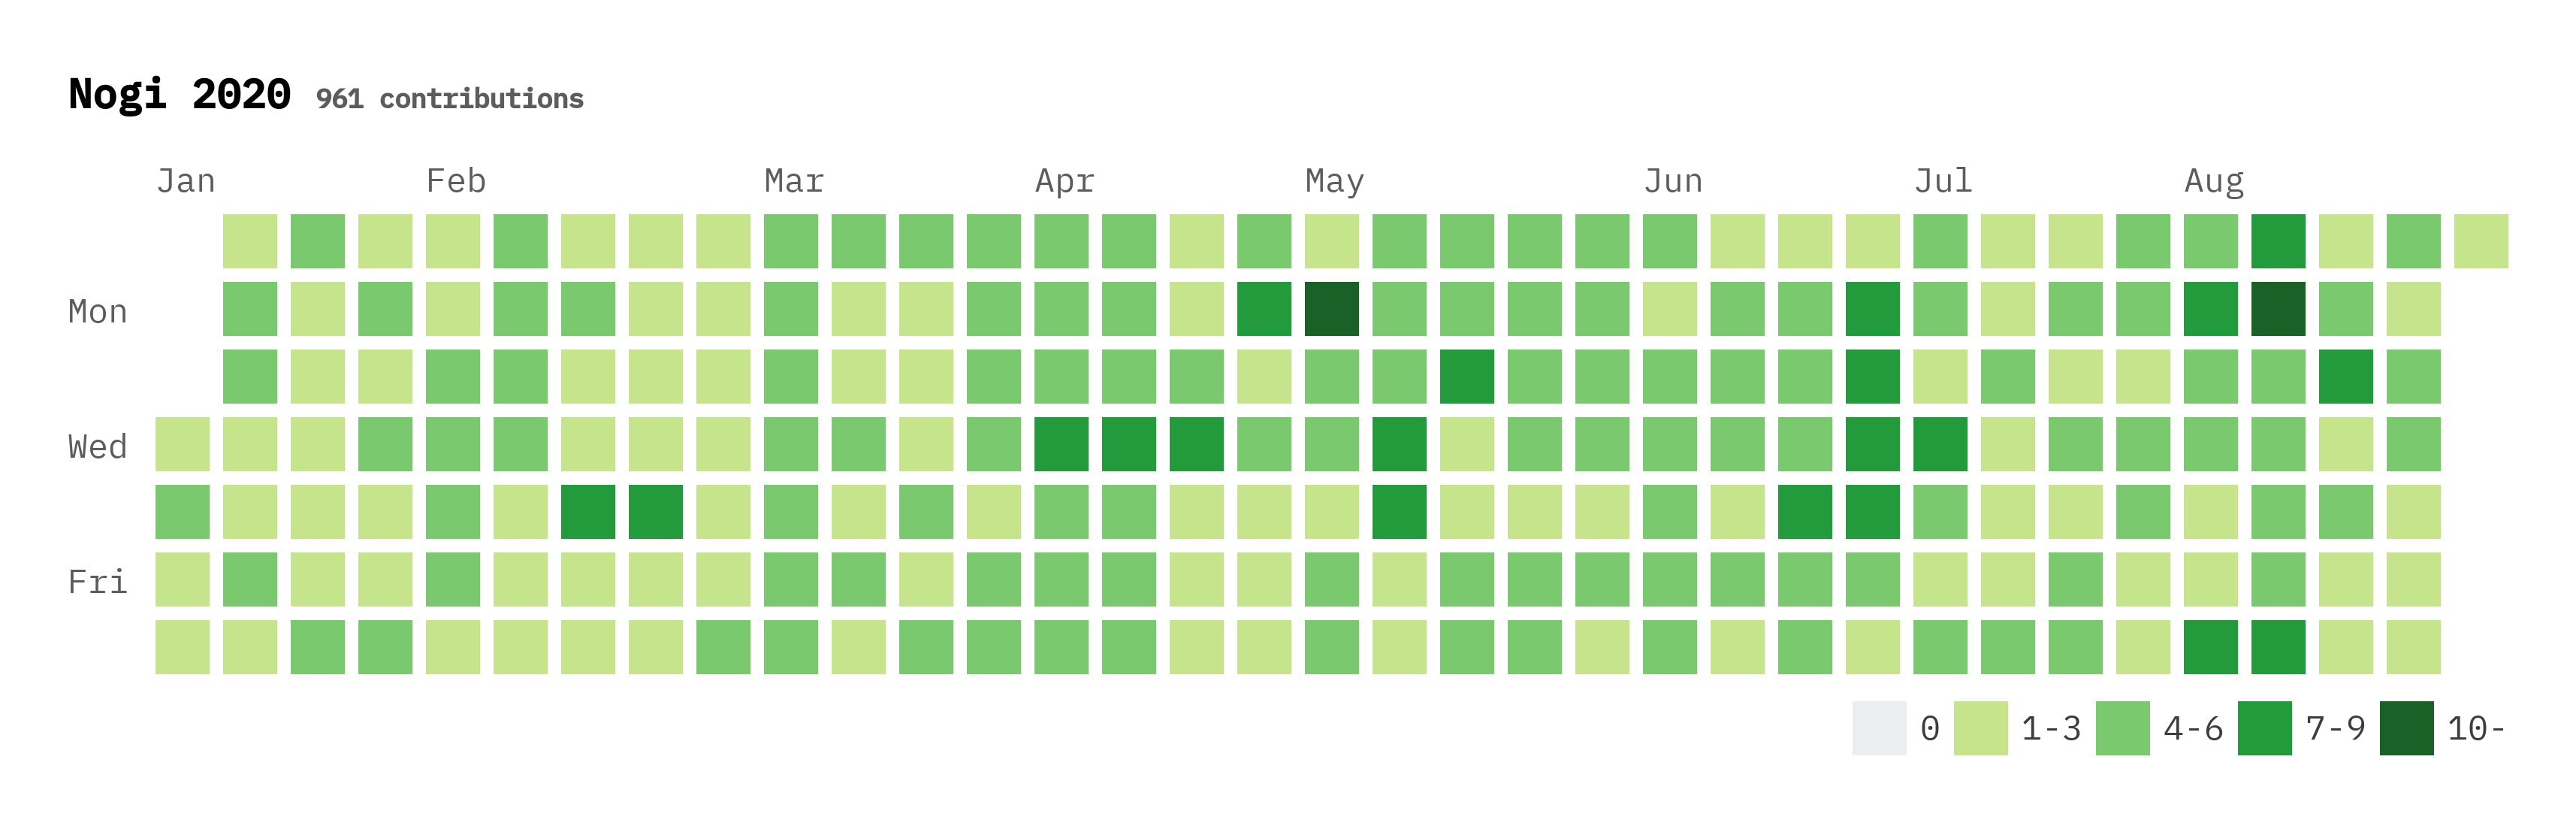 Nogi 2020 961 contributions
Jan Feb Mar Apr May Jun Jul Aug
Mon
Wed
Fri
0 1-3 4-6 7-9 10-